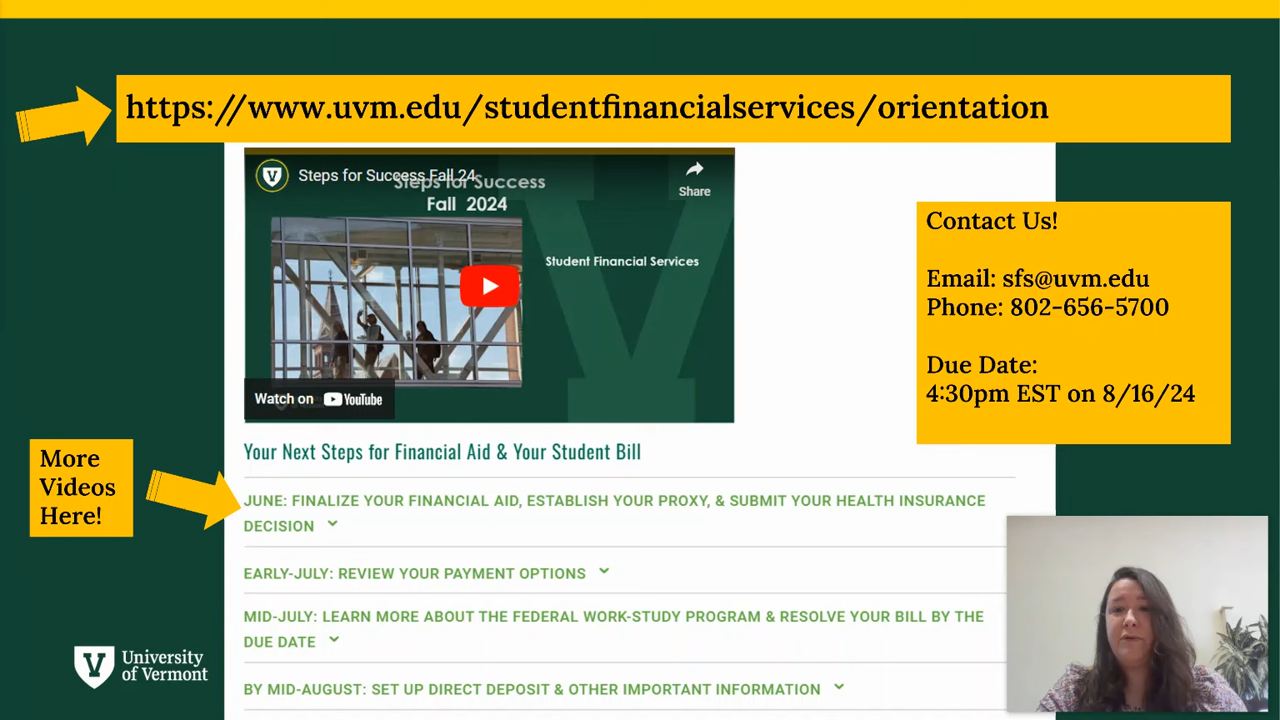 https://www.uvm.edu/studentfinancialservices/orientation
Steps for Success Fall 24
Steps for Success
Fall 2024
Share
Student Financial Services
Watch on YouTube
Contact Us!
Email: sfs@uvm.edu
Phone: 802-656-5700
Due Date:
4:30pm EST on 8/16/24
More
Videos
Here!
Your Next Steps for Financial Aid & Your Student Bill
JUNE: FINALIZE YOUR FINANCIAL AID, ESTABLISH YOUR PROXY, & SUBMIT YOUR HEALTH INSURANCE
DECISION
EARLY-JULY: REVIEW YOUR PAYMENT OPTIONS
MID-JULY: LEARN MORE ABOUT THE FEDERAL WORK-STUDY PROGRAM & RESOLVE YOUR BILL BY THE
DUE DATE
BY MID-AUGUST: SET UP DIRECT DEPOSIT & OTHER IMPORTANT INFORMATION
University
of Vermont